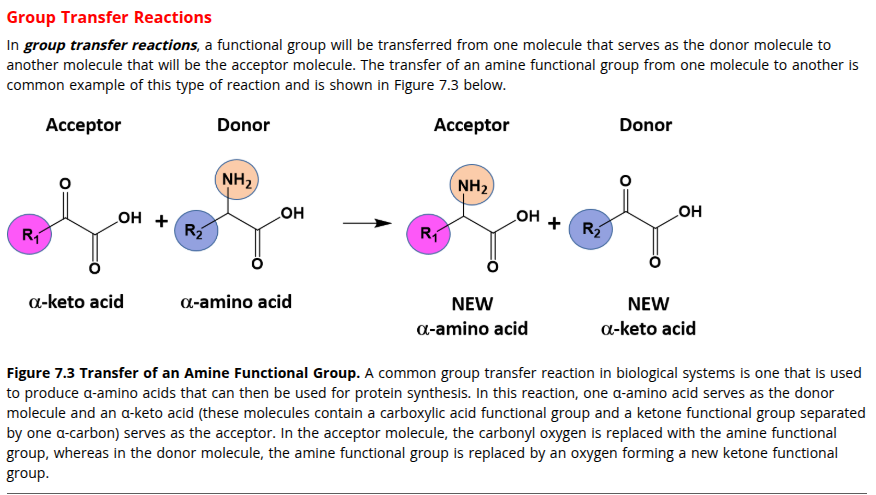 Group Transfer Reactions
In group transfer reactions, a functional group will be transferred from one molecule that serves as the donor molecule to
another molecule that will be the acceptor molecule. The transfer of an amine functional group from one molecule to another is
common example of this type of reaction and is shown in Figure 7.3 below.
Acceptor Donor Acceptor Donor
O NH₂ NH₂ O
R₁ OH + R₂ OH R₁ OH + R₂ OH
O O O O
α-keto acid α-amino acid NEW NEW
α-amino acid α-keto acid
Figure 7.3 Transfer of an Amine Functional Group. A common group transfer reaction in biological systems is one that is used
to produce α-amino acids that can then be used for protein synthesis. In this reaction, one α-amino acid serves as the donor
molecule and an α-keto acid (these molecules contain a carboxylic acid functional group and a ketone functional group separated
by one α-carbon) serves as the acceptor. In the acceptor molecule, the carbonyl oxygen is replaced with the amine functional
group, whereas in the donor molecule, the amine functional group is replaced by an oxygen forming a new ketone functional
group.